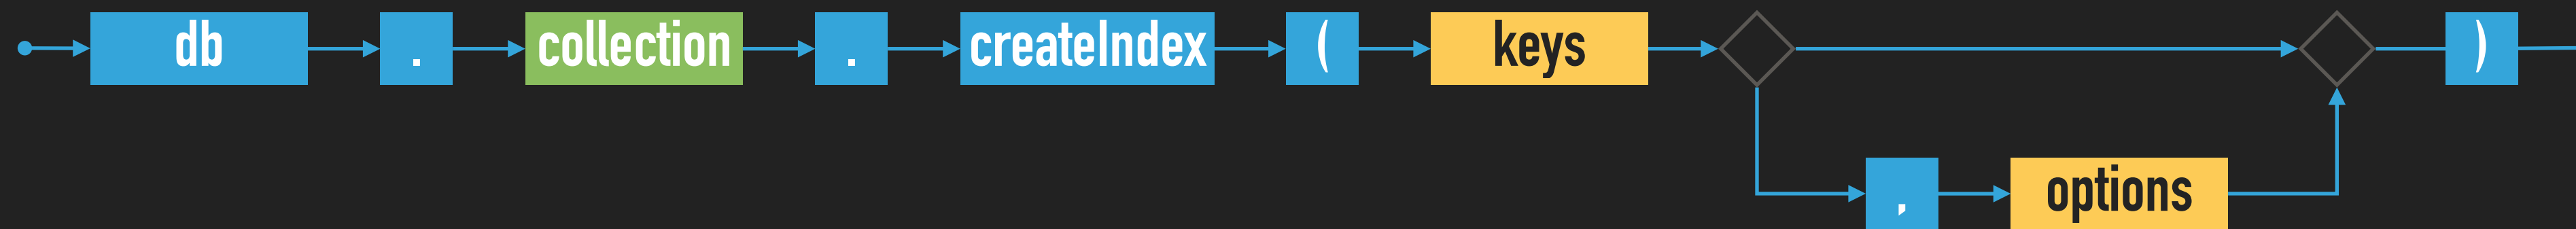 db . collection . createIndex ( keys )
, options